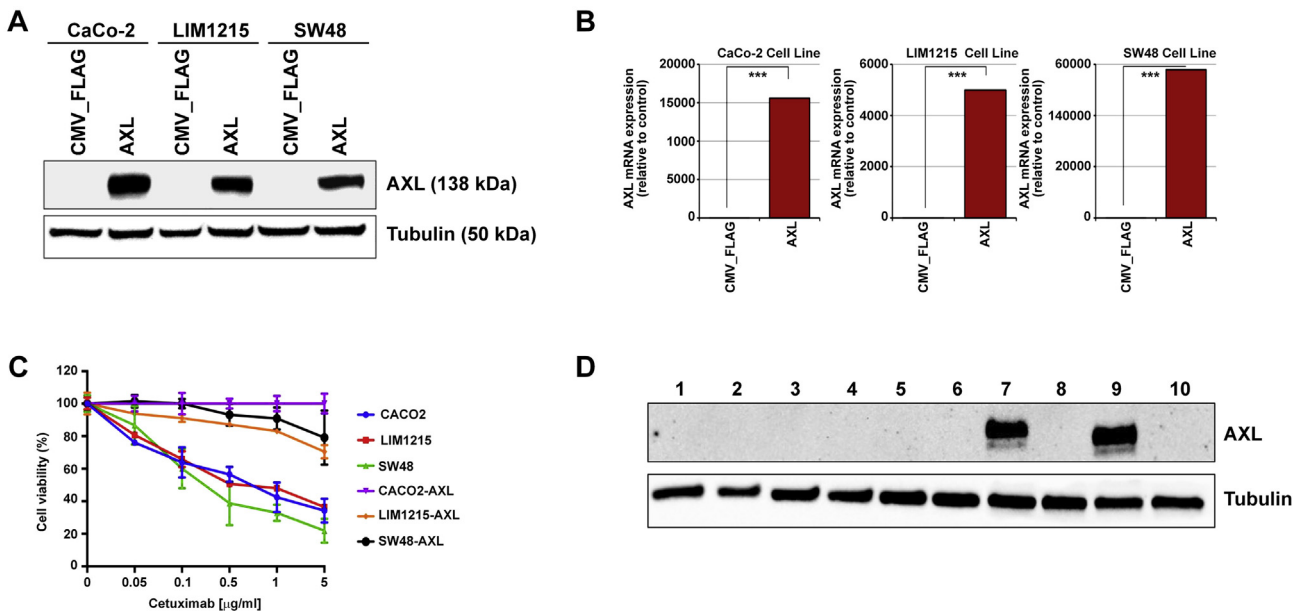 A
CaCo-2 LIM1215 SW48
CMV_FLAG AXL CMV_FLAG AXL CMV_FLAG AXL
AXL (138 kDa)
Tubulin (50 kDa)
B
CaCo-2 Cell Line
AXL mRNA expression
(relative to control)
20000
15000
10000
5000
0
***
CMV_FLAG AXL
LIM1215 Cell Line
AXL mRNA expression
(relative to control)
6000
4000
2000
0
***
CMV_FLAG AXL
SW48 Cell Line
AXL mRNA expression
(relative to control)
80000
140000
60000
0
***
CMV_FLAG AXL
C
Cell viability (%)
120
100
80
60
40
20
0
0 0.05 0.1 0.5 1 5
Cetuximab [µg/ml]
CACO2
LIM1215
SW48
CACO2-AXL
LIM1215-AXL
SW48-AXL
D
1 2 3 4 5 6 7 8 9 10
AXL
Tubulin